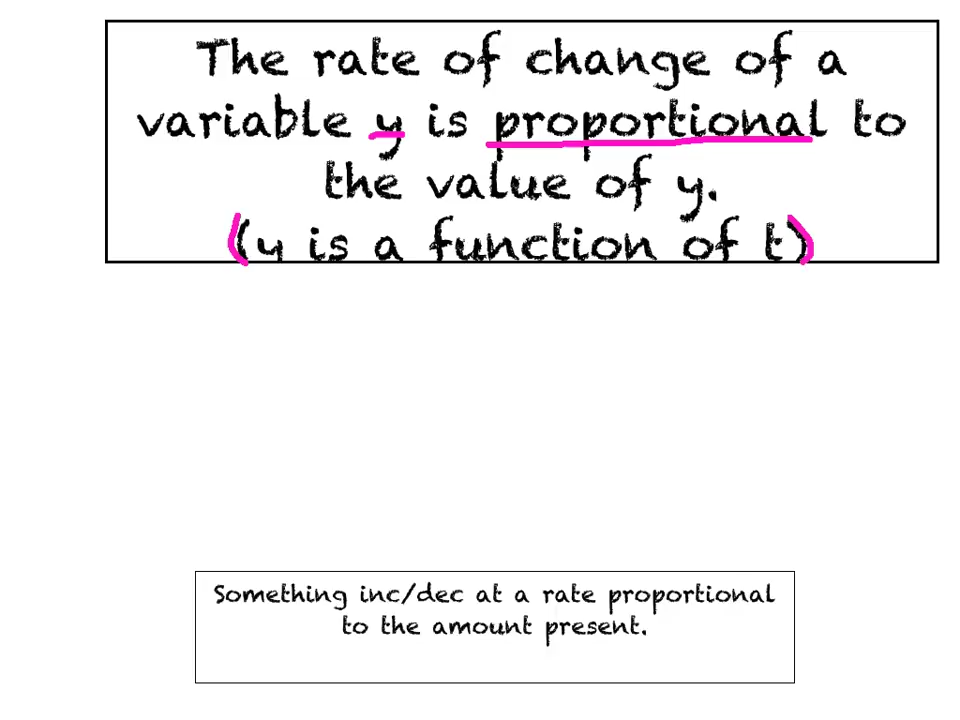 The rate of change of a
variable y is proportional to
the value of y.
(y is a function of t)
Something inc/dec at a rate proportional
to the amount present.